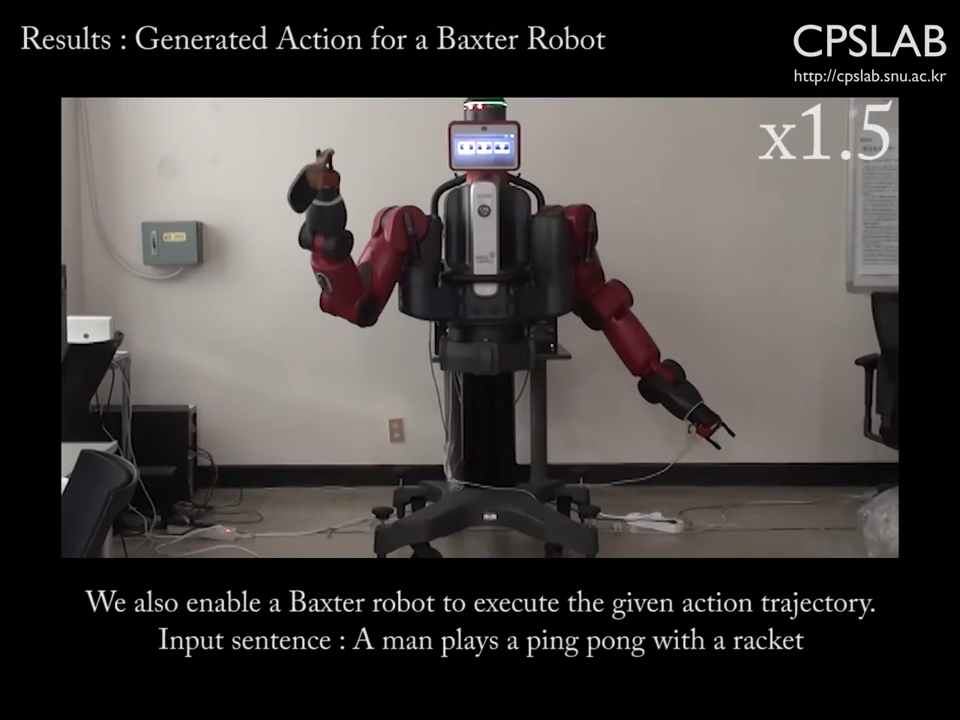 Results : Generated Action for a Baxter Robot
CPSLAB
http://cpslab.snu.ac.kr
x1.5
We also enable a Baxter robot to execute the given action trajectory.
Input sentence : A man plays a ping pong with a racket